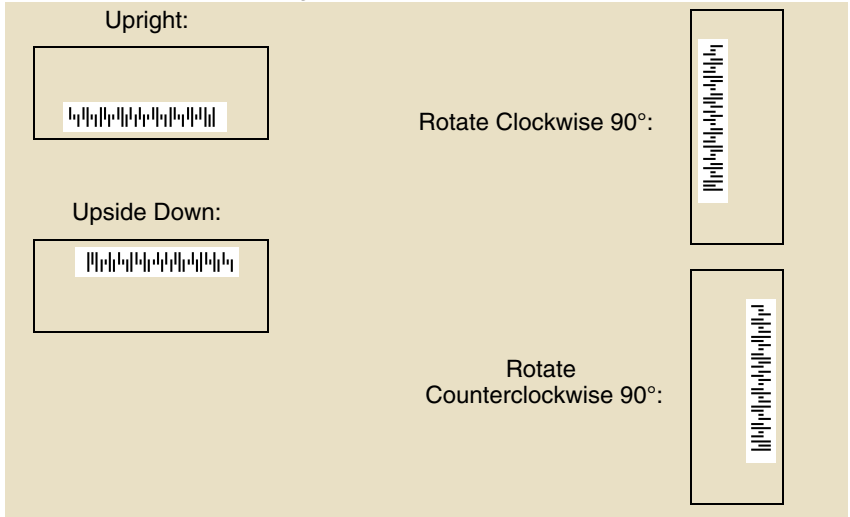 Upright:
Rotate Clockwise 90°:
Upside Down:
Rotate
Counterclockwise 90°: